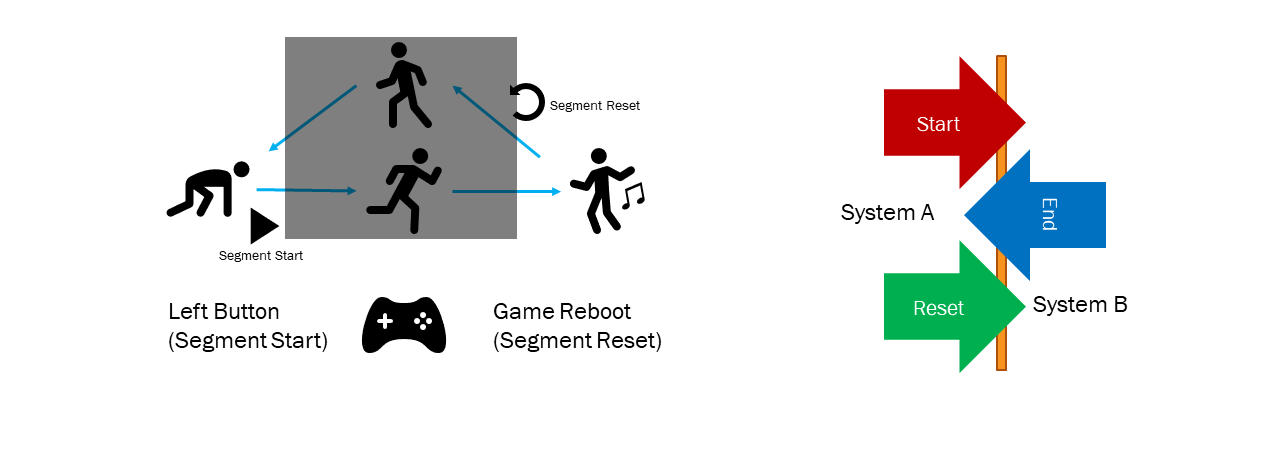 Segment Reset
Segment Start
Left Button
(Segment Start)
Game Reboot
(Segment Reset)
Start
End
System A
Reset
System B